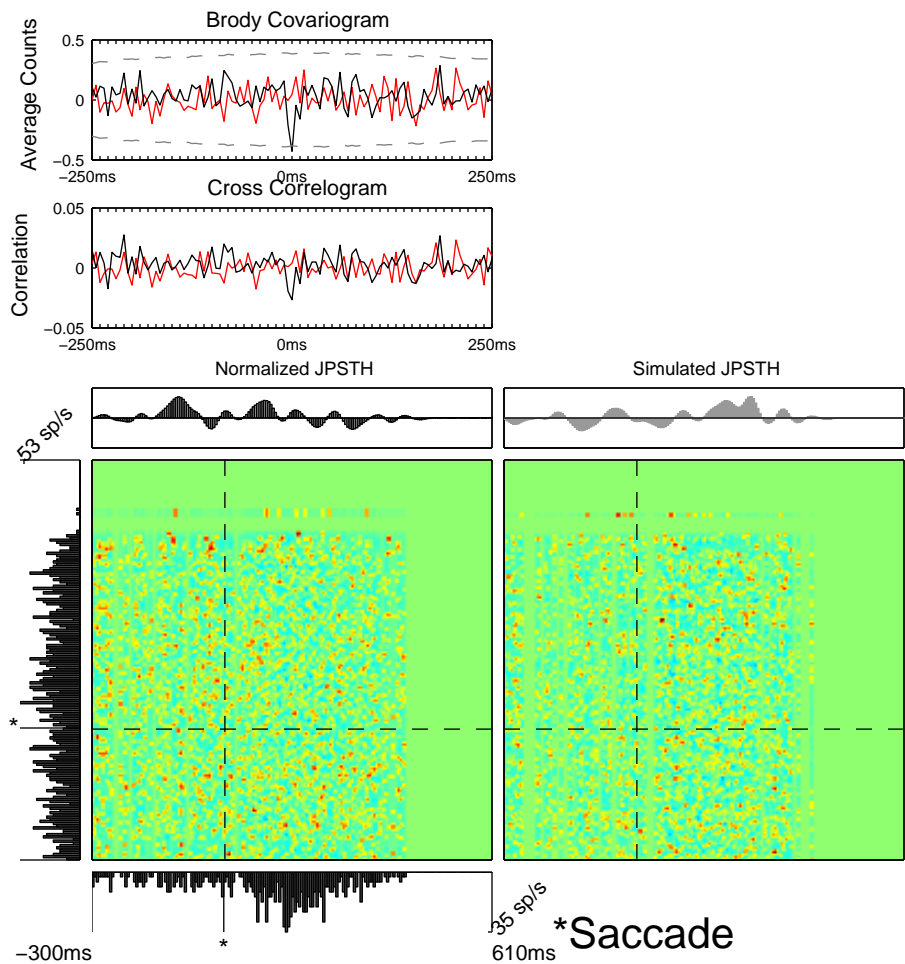 Brody Covariogram
Average Counts
0.5
0
−0.5
−250ms
0ms
250ms
Cross Correlogram
Correlation
0.05
0
−0.05
−250ms
0ms
250ms
Normalized JPSTH
Simulated JPSTH
53 sp/s
*
*
35 sp/s
*Saccade
−300ms
610ms